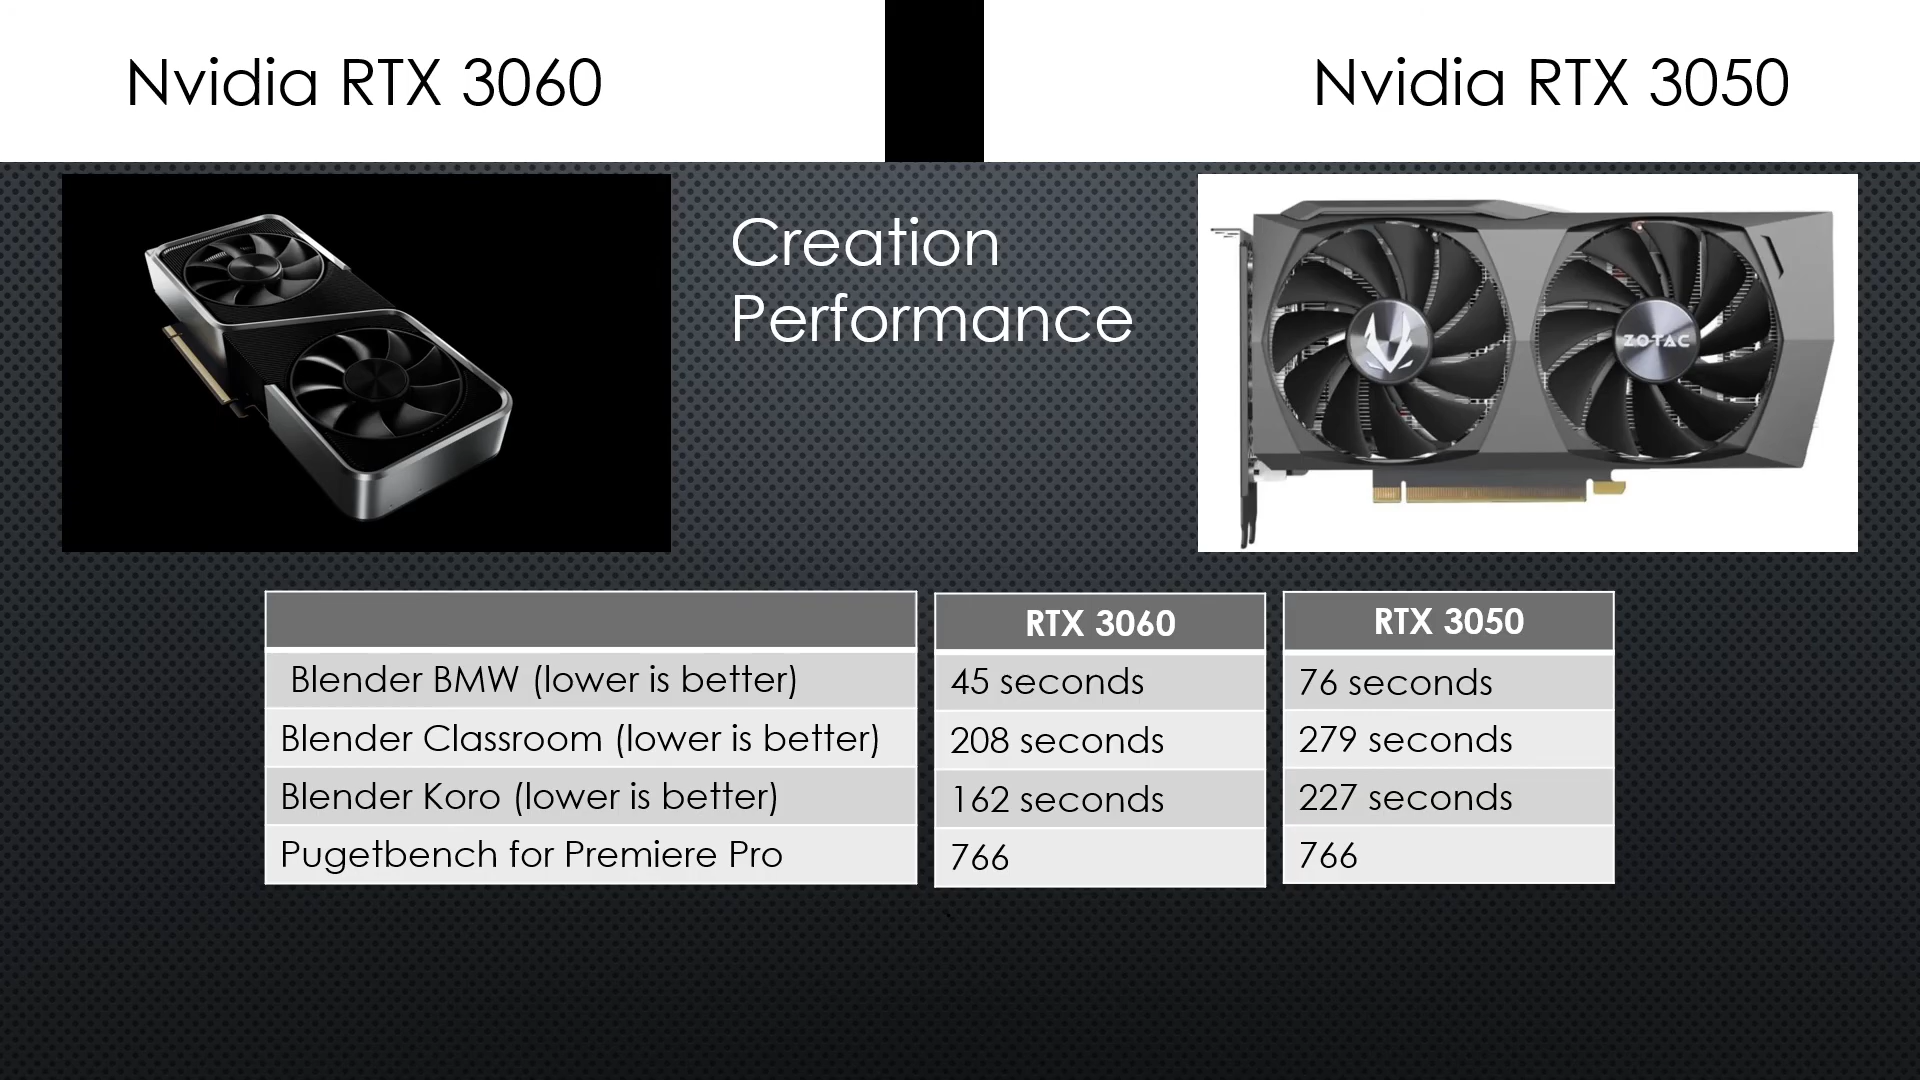 Nvidia RTX 3060
Nvidia RTX 3050
Creation
Performance
ZOTAC
RTX 3060
RTX 3050
Blender BMW (lower is better)
45 seconds
76 seconds
Blender Classroom (lower is better)
208 seconds
279 seconds
Blender Koro (lower is better)
162 seconds
227 seconds
Pugetbench for Premiere Pro
766
766